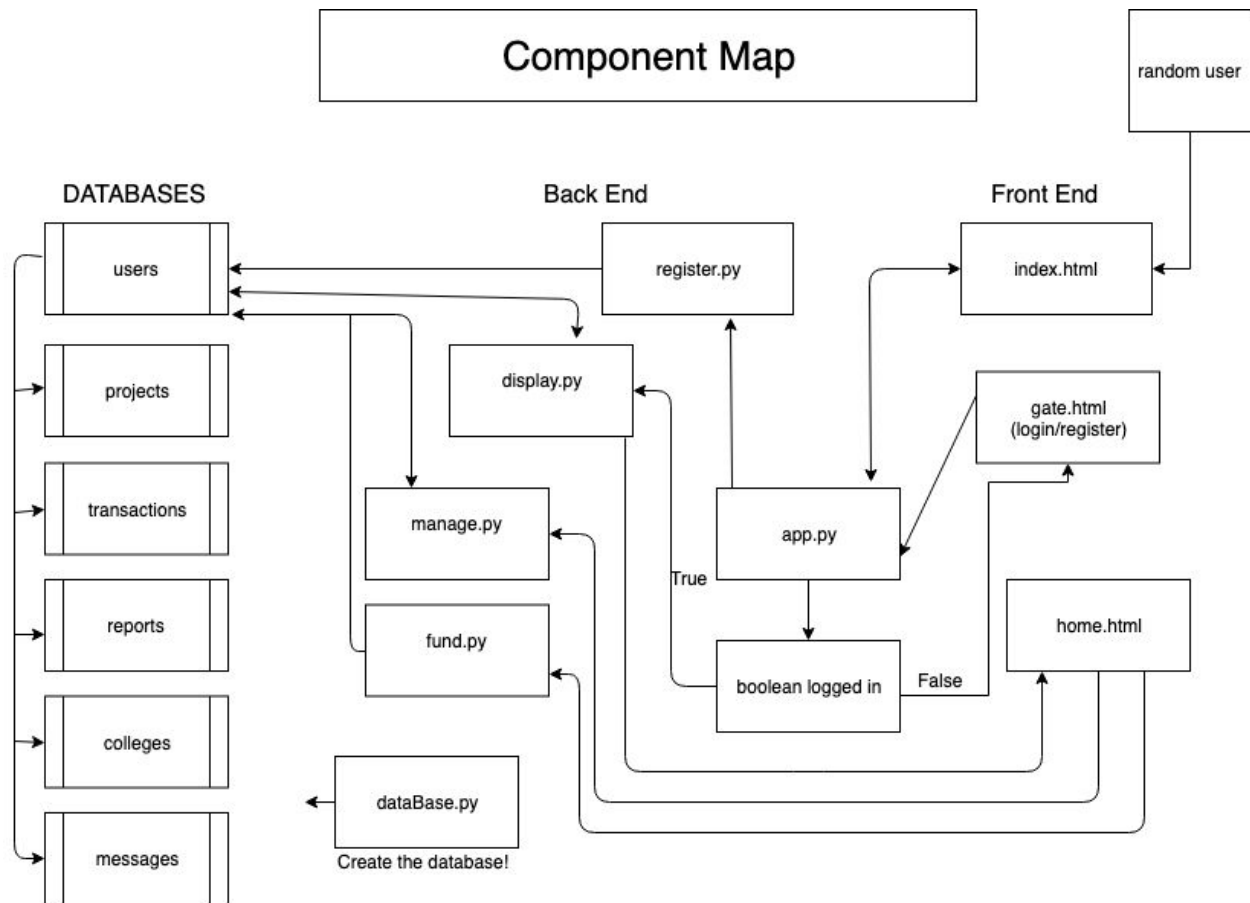 Component Map
random user
DATABASES
Back End
Front End
users
register.py
index.html
projects
display.py
gate.html
(login/register)
transactions
manage.py
app.py
True
reports
fund.py
home.html
boolean logged in
False
colleges
dataBase.py
Create the database!
messages